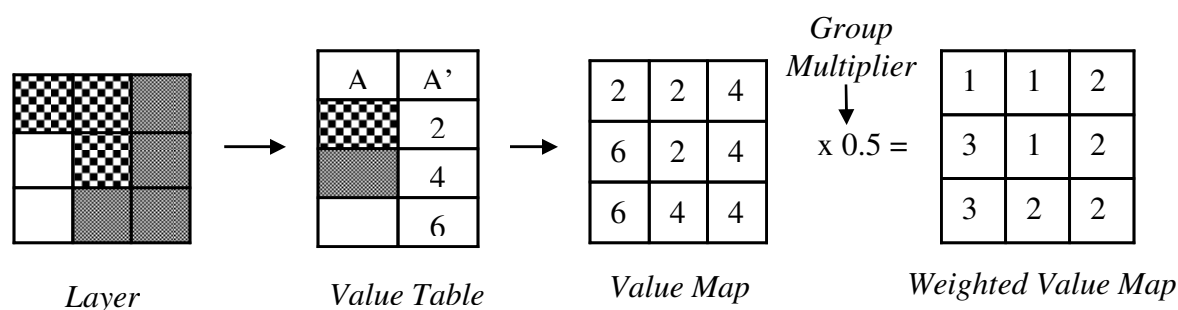 Group
Multiplier
A A’
2
4
6
2 2 4
6 2 4
6 4 4
x 0.5 =
1 1 2
3 1 2
3 2 2
Layer
Value Table
Value Map
Weighted Value Map